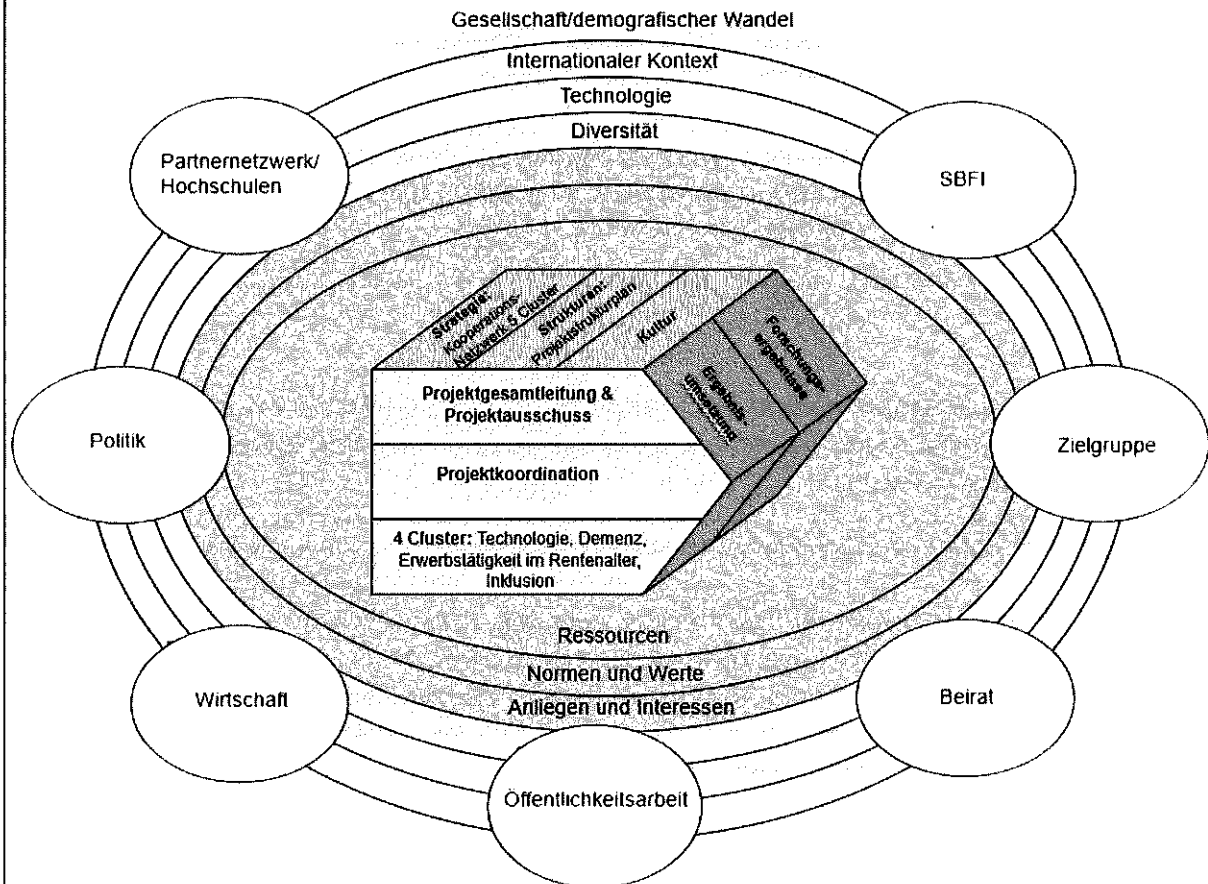 Gesellschaft/demografischer Wandel
Internationaler Kontext
Technologie
Diversität
Partnernetzwerk/
Hochschulen
SBFI
Strategie:
Kooperations-
Netzwerk 5 Cluster
Strukturen:
Projektstrukturplan
Kultur
Forschungs-
ergebnisse
Ergebnis-
umsetzung
Projektgesamtleitung &
Projektausschuss
Projektkoordination
4 Cluster: Technologie, Demenz,
Erwerbstätigkeit im Rentenalter,
Inklusion
Politik
Zielgruppe
Ressourcen
Normen und Werte
Anliegen und Interessen
Wirtschaft
Beirat
Öffentlichkeitsarbeit